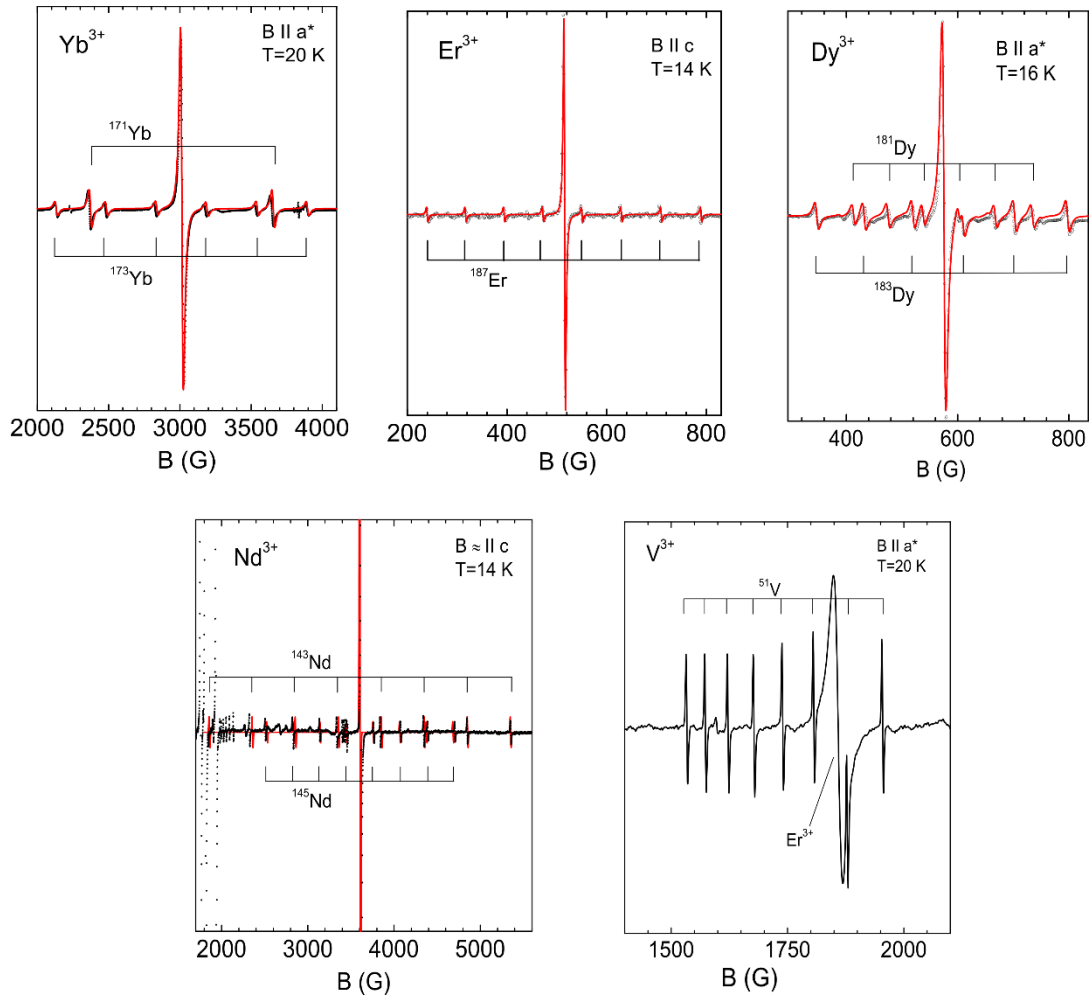 Yb³⁺
B II a*
T=20 K
¹⁷¹Yb
¹⁷³Yb
2000 2500 3000 3500 4000
B (G)
Er³⁺
B II c
T=14 K
¹⁸⁷Er
200 400 600 800
B (G)
Dy³⁺
B II a*
T=16 K
¹⁸¹Dy
¹⁸³Dy
400 600 800
B (G)
Nd³⁺
B ≈ II c
T=14 K
¹⁴³Nd
¹⁴⁵Nd
2000 3000 4000 5000
B (G)
V³⁺
B II a*
T=20 K
⁵¹V
Er³⁺
1500 1750 2000
B (G)